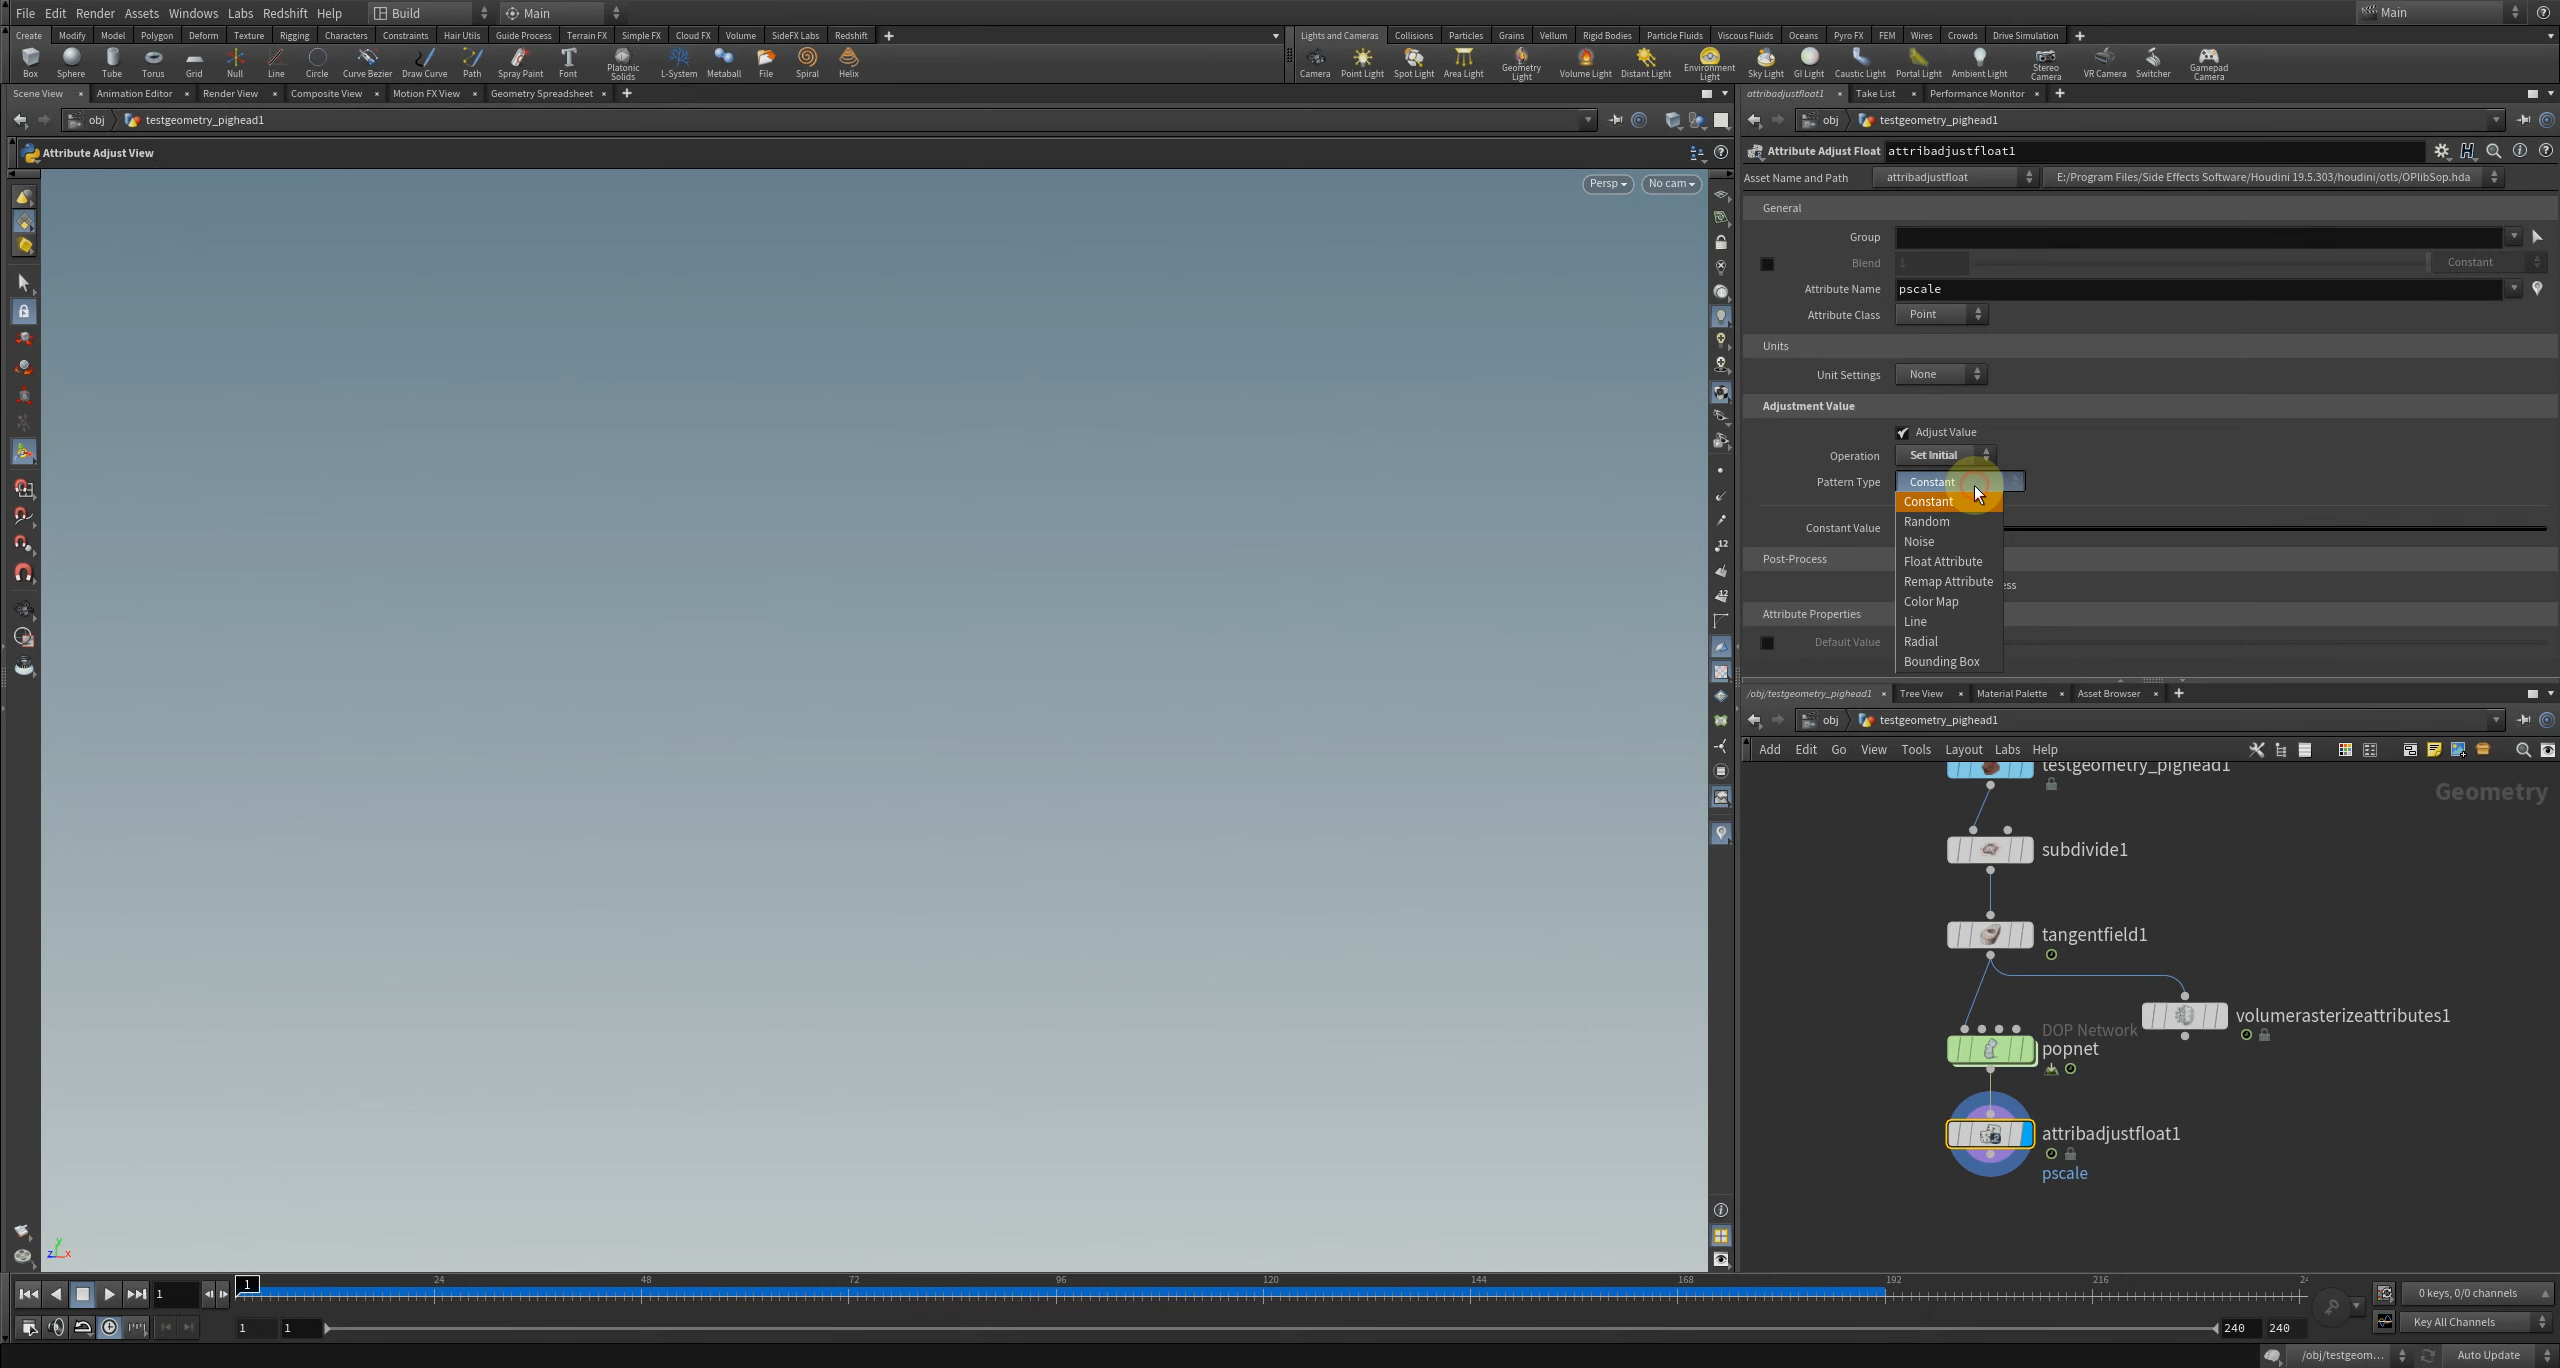 File Edit Render Assets Windows Labs Redshift Help Build Main Main
Create Modify Model Polygon Deform Texture Rigging Characters Constraints Hair Utils Guide Process Terrain FX Simple FX Cloud FX Volume SideFX Labs Redshift
Lights and Cameras Collisions Particles Grains Vellum Rigid Bodies Particle Fluids Viscous Fluids Oceans Pyro FX FEM Wires Crowds Drive Simulation
Box Sphere Tube Torus Grid Null Line Circle Curve Bezier Draw Curve Path Spray Paint Font Platonic Solids L-System Metaball File Spiral Helix
Camera Point Light Spot Light Area Light Geometry Light Volume Light Distant Light Environment Light Sky Light GI Light Caustic Light Portal Light Ambient Light Stereo Camera VR Camera Switcher Gamepad Camera
Scene View Animation Editor Render View Composite View Motion FX View Geometry Spreadsheet
attribadjustfloat1 Take List Performance Monitor
obj testgeometry_pighead1
obj testgeometry_pighead1
Attribute Adjust View
Attribute Adjust Float attribadjustfloat1
Asset Name and Path attribadjustfloat E:/Program Files/Side Effects Software/Houdini 19.5.303/houdini/otls/OPlibSop.hda
Persp No cam
General
Group
Blend 1 Constant
Attribute Name pscale
Attribute Class Point
Units
Unit Settings None
Adjustment Value
Adjust Value
Operation Set Initial
Pattern Type Constant
Constant
Random
Constant Value
Noise
Post-Process
Float Attribute
Remap Attribute
ess
Color Map
Attribute Properties
Line
Default Value
Radial
Bounding Box
/obj/testgeometry_pighead1 Tree View Material Palette Asset Browser
obj testgeometry_pighead1
Add Edit Go View Tools Layout Labs Help
testgeometry_pighead1
Geometry
subdivide1
tangentfield1
volumerasterizeattributes1
DOP Network
popnet
attribadjustfloat1
pscale
12
12
z y x
1 1 24 48 72 96 120 144 168 192 216 24
0 keys, 0/0 channels
1 1 240 240 Key All Channels
/obj/testgeom... Auto Update